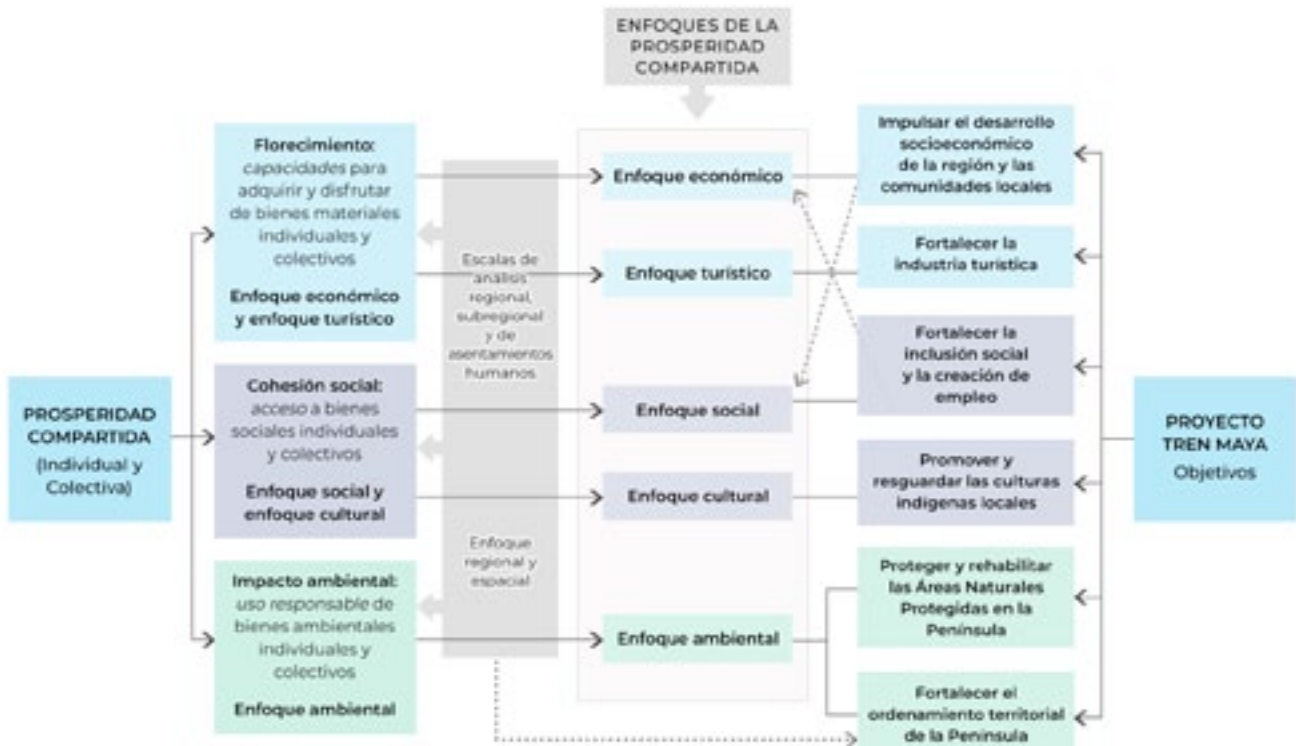 ENFOQUES DE LA
PROSPERIDAD
COMPARTIDA
PROSPERIDAD
COMPARTIDA
(Individual y
Colectiva)
Florecimiento:
capacidades para
adquirir y disfrutar
de bienes materiales
individuales y
colectivos
Enfoque económico
y enfoque turístico
Cohesión social:
acceso a bienes
sociales individuales
y colectivos
Enfoque social y
enfoque cultural
Impacto ambiental:
uso responsable de
bienes ambientales
individuales y
colectivos
Enfoque ambiental
Escalas de
análisis
regional,
subregional
y de
asentamientos
humanos
Enfoque
regional y
espacial
Enfoque económico
Enfoque turístico
Enfoque social
Enfoque cultural
Enfoque ambiental
Impulsar el desarrollo
socioeconómico
de la región y las
comunidades locales
Fortalecer la
industria turística
Fortalecer la
inclusión social
y la creación de
empleo
Promover y
resguardar las culturas
indígenas locales
Proteger y rehabilitar
las Áreas Naturales
Protegidas en la
Península
Fortalecer el
ordenamiento territorial
de la Península
PROYECTO
TREN MAYA
Objetivos